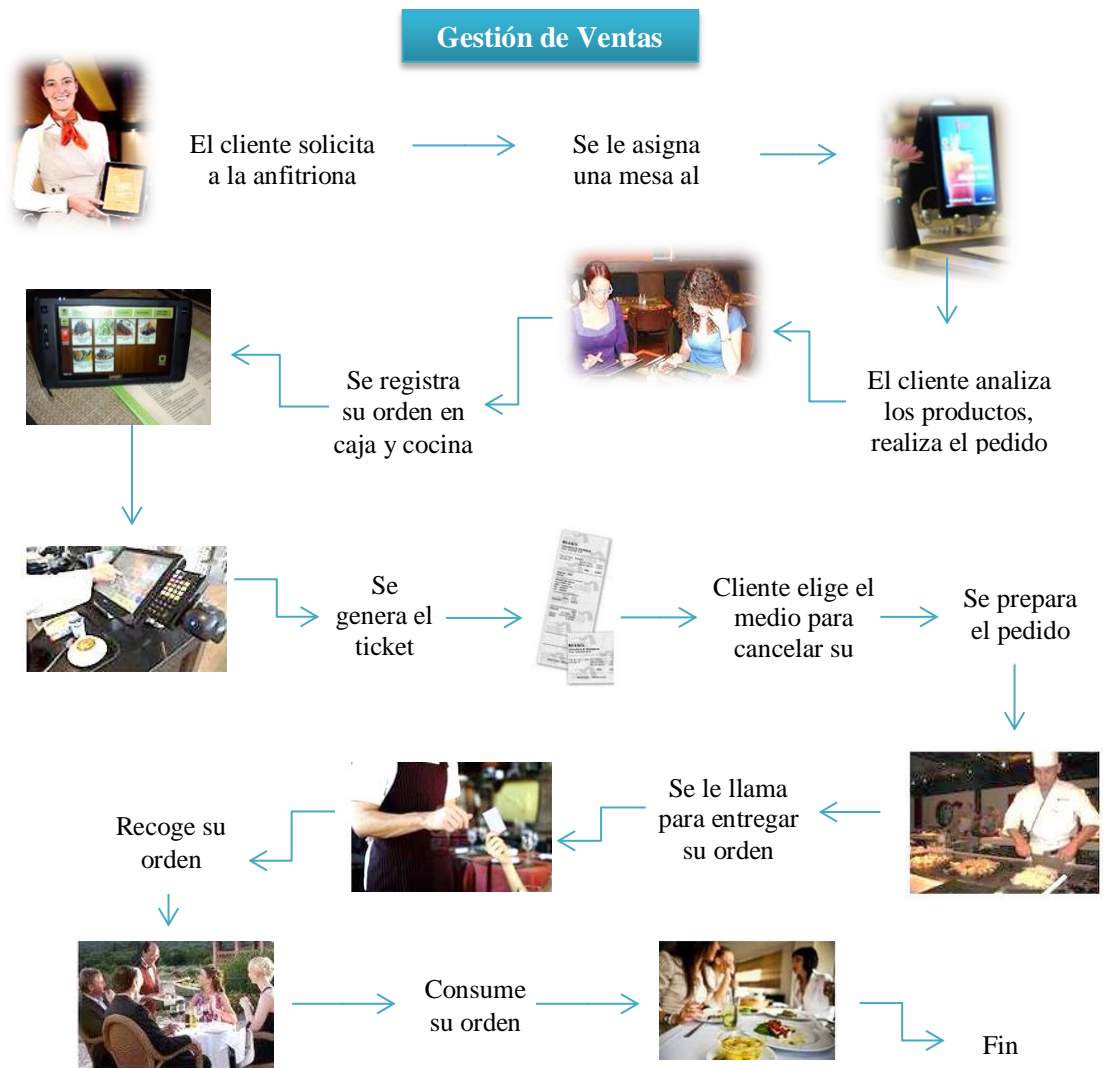 Gestión de Ventas
El cliente solicita
a la anfitriona
Se le asigna
una mesa al
El cliente analiza
los productos,
realiza el pedido
Se registra
su orden en
caja y cocina
Se
genera el
ticket
Cliente elige el
medio para
cancelar su
Se prepara
el pedido
Se le llama
para entregar
su orden
Recoge su
orden
Consume
su orden
Fin